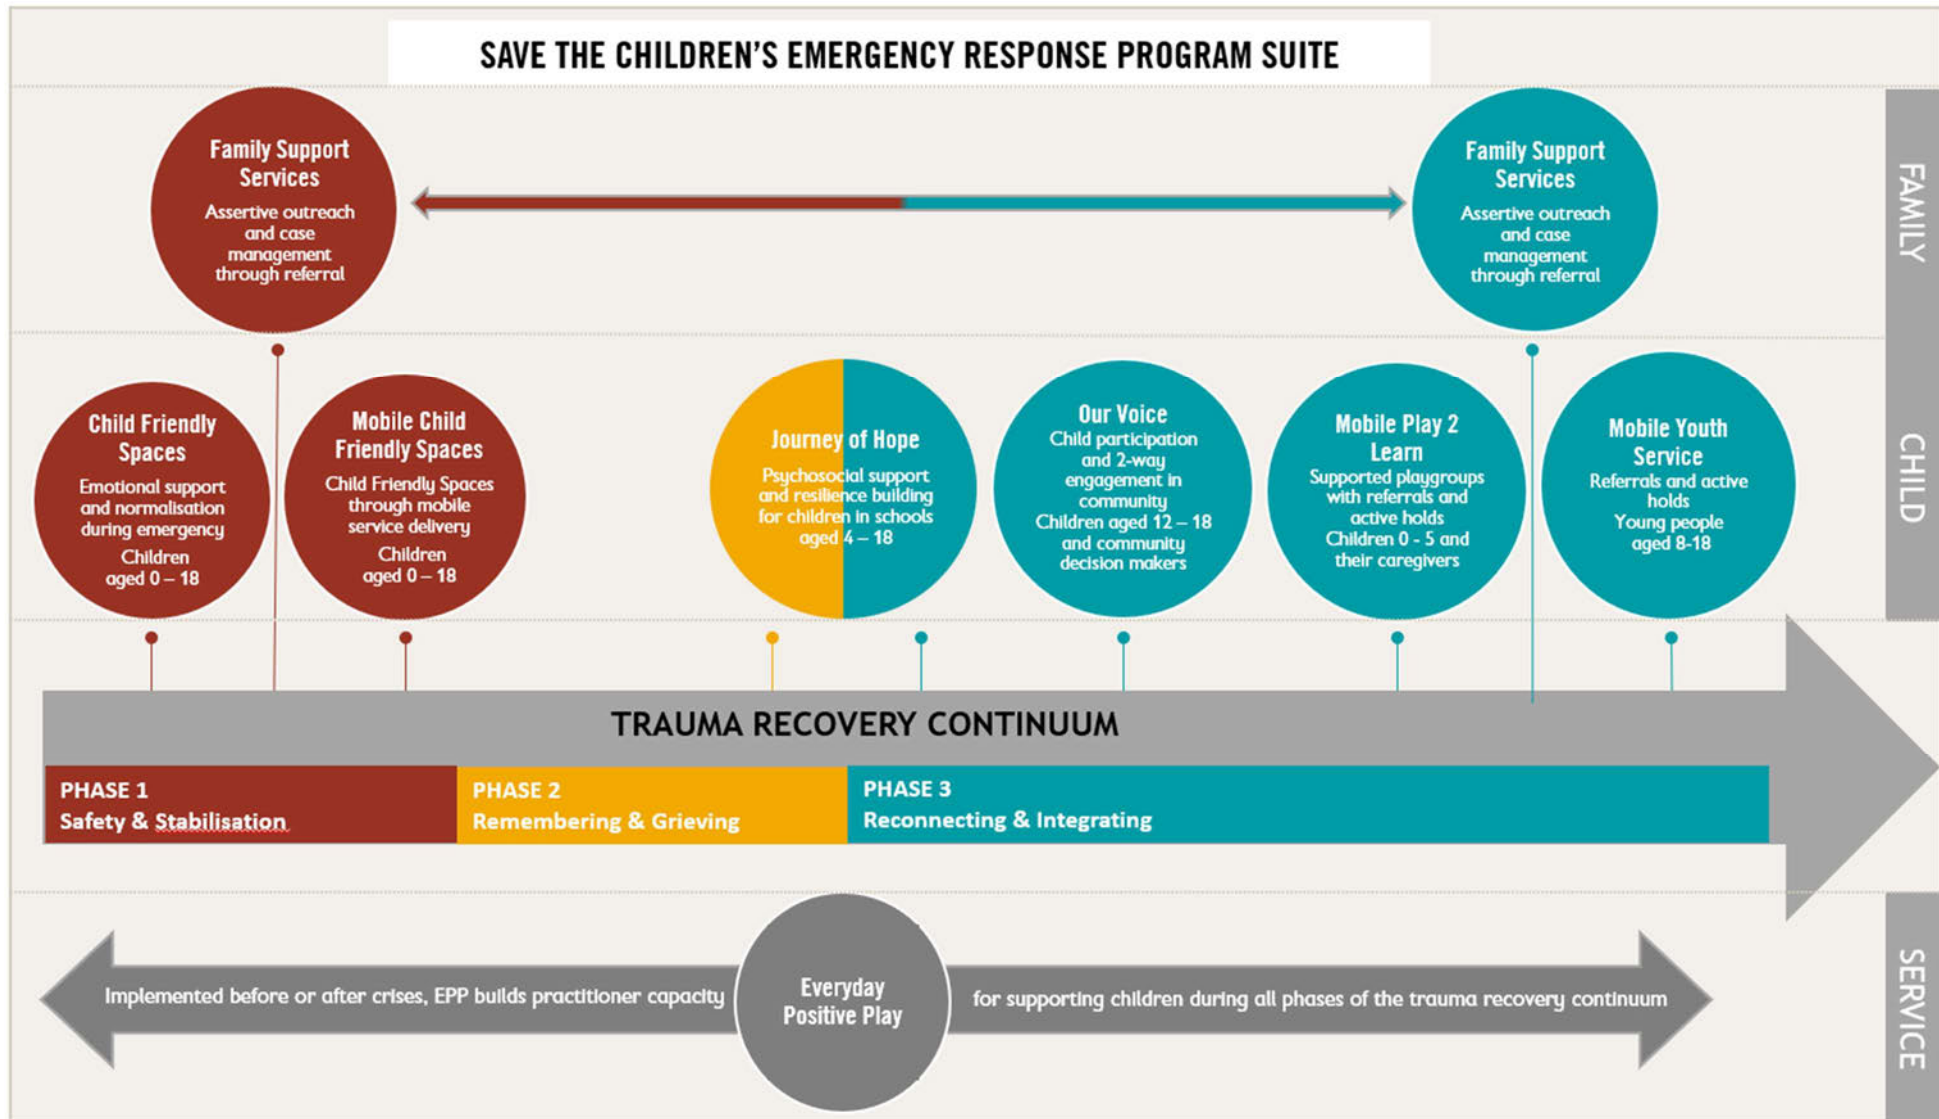 SAVE THE CHILDREN'S EMERGENCY RESPONSE PROGRAM SUITE
Family Support
Services
Assertive outreach
and case
management
through referral
Family Support
Services
Assertive outreach
and case
management
through referral
FAMILY
Child Friendly
Spaces
Emotional support
and normalisation
during emergency
Children
aged 0 – 18
Mobile Child
Friendly Spaces
Child Friendly Spaces
through mobile
service delivery
Children
aged 0 – 18
Journey of Hope
Psychosocial support
and resilience building
for children in schools
aged 4 – 18
Our Voice
Child participation
and 2-way
engagement in
community
Children aged 12 – 18
and community
decision makers
Mobile Play 2
Learn
Supported playgroups
with referrals and
active holds
Children 0 - 5 and
their caregivers
Mobile Youth
Service
Referrals and active
holds
Young people
aged 8-18
CHILD
TRAUMA RECOVERY CONTINUUM
PHASE 1
Safety & Stabilisation
PHASE 2
Remembering & Grieving
PHASE 3
Reconnecting & Integrating
Implemented before or after crises, EPP builds practitioner capacity
Everyday
Positive Play
for supporting children during all phases of the trauma recovery continuum
SERVICE